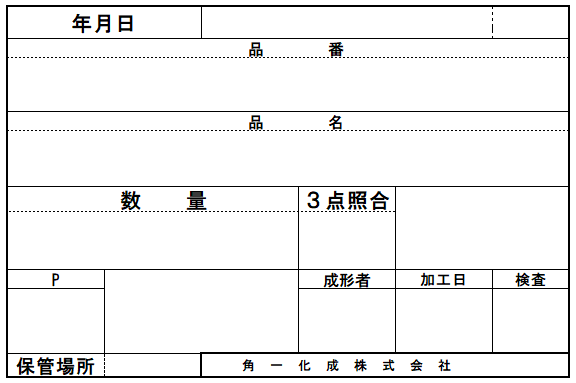 年月日
品　番
品　名
数　量　３点照合
P　成形者　加工日　検査
保管場所　角一化成株式会社